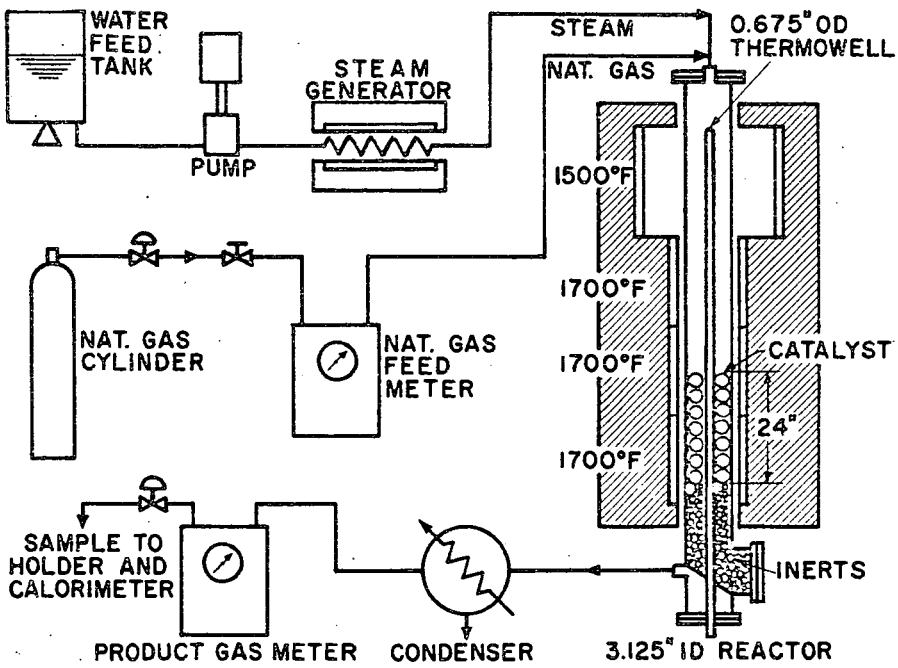 WATER
FEED
TANK
PUMP
STEAM
GENERATOR
STEAM
NAT. GAS
0.675" OD
THERMOWELL
1500°F
1700°F
1700°F
1700°F
CATALYST
24"
INERTS
NAT. GAS
CYLINDER
NAT. GAS
FEED
METER
SAMPLE TO
HOLDER AND
CALORIMETER
PRODUCT GAS METER
CONDENSER
3.125" ID REACTOR